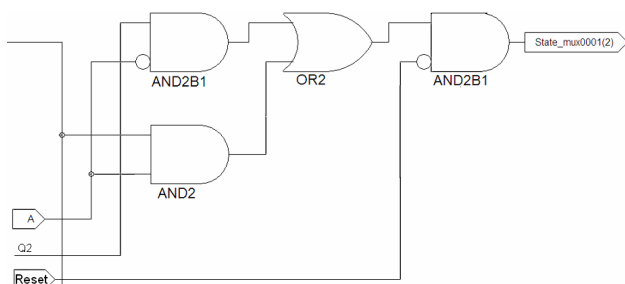 State_mux0001(2)
AND2B1
OR2
AND2B1
AND2
A
Q2
Reset